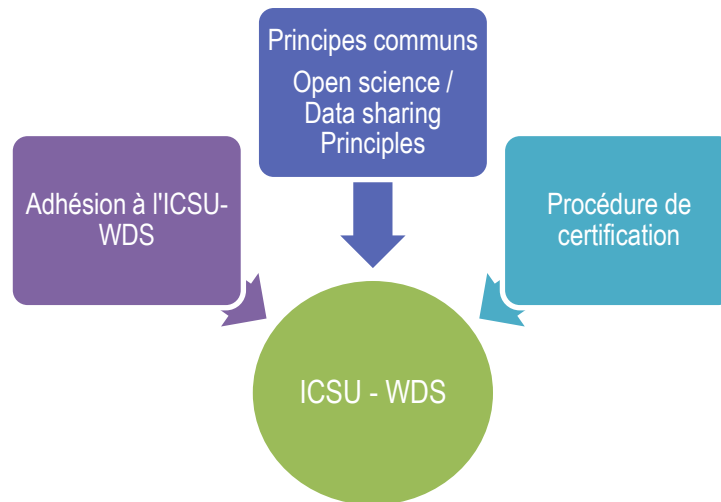 Principes communs
Open science /
Data sharing
Principles
Adhésion à l'ICSU-
WDS
Procédure de
certification
ICSU - WDS